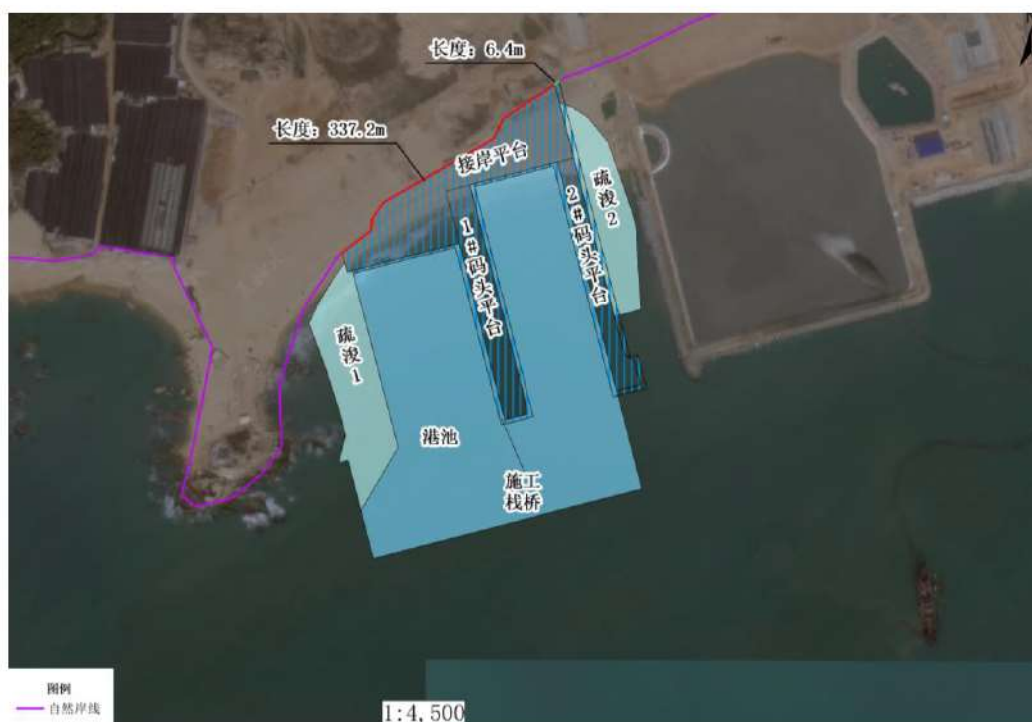 长度：6.4m
长度：337.2m
接岸平台
疏浚2
2#码头平台
1#码头平台
疏浚1
港池
施工
栈桥
图例
自然岸线
1:4,500